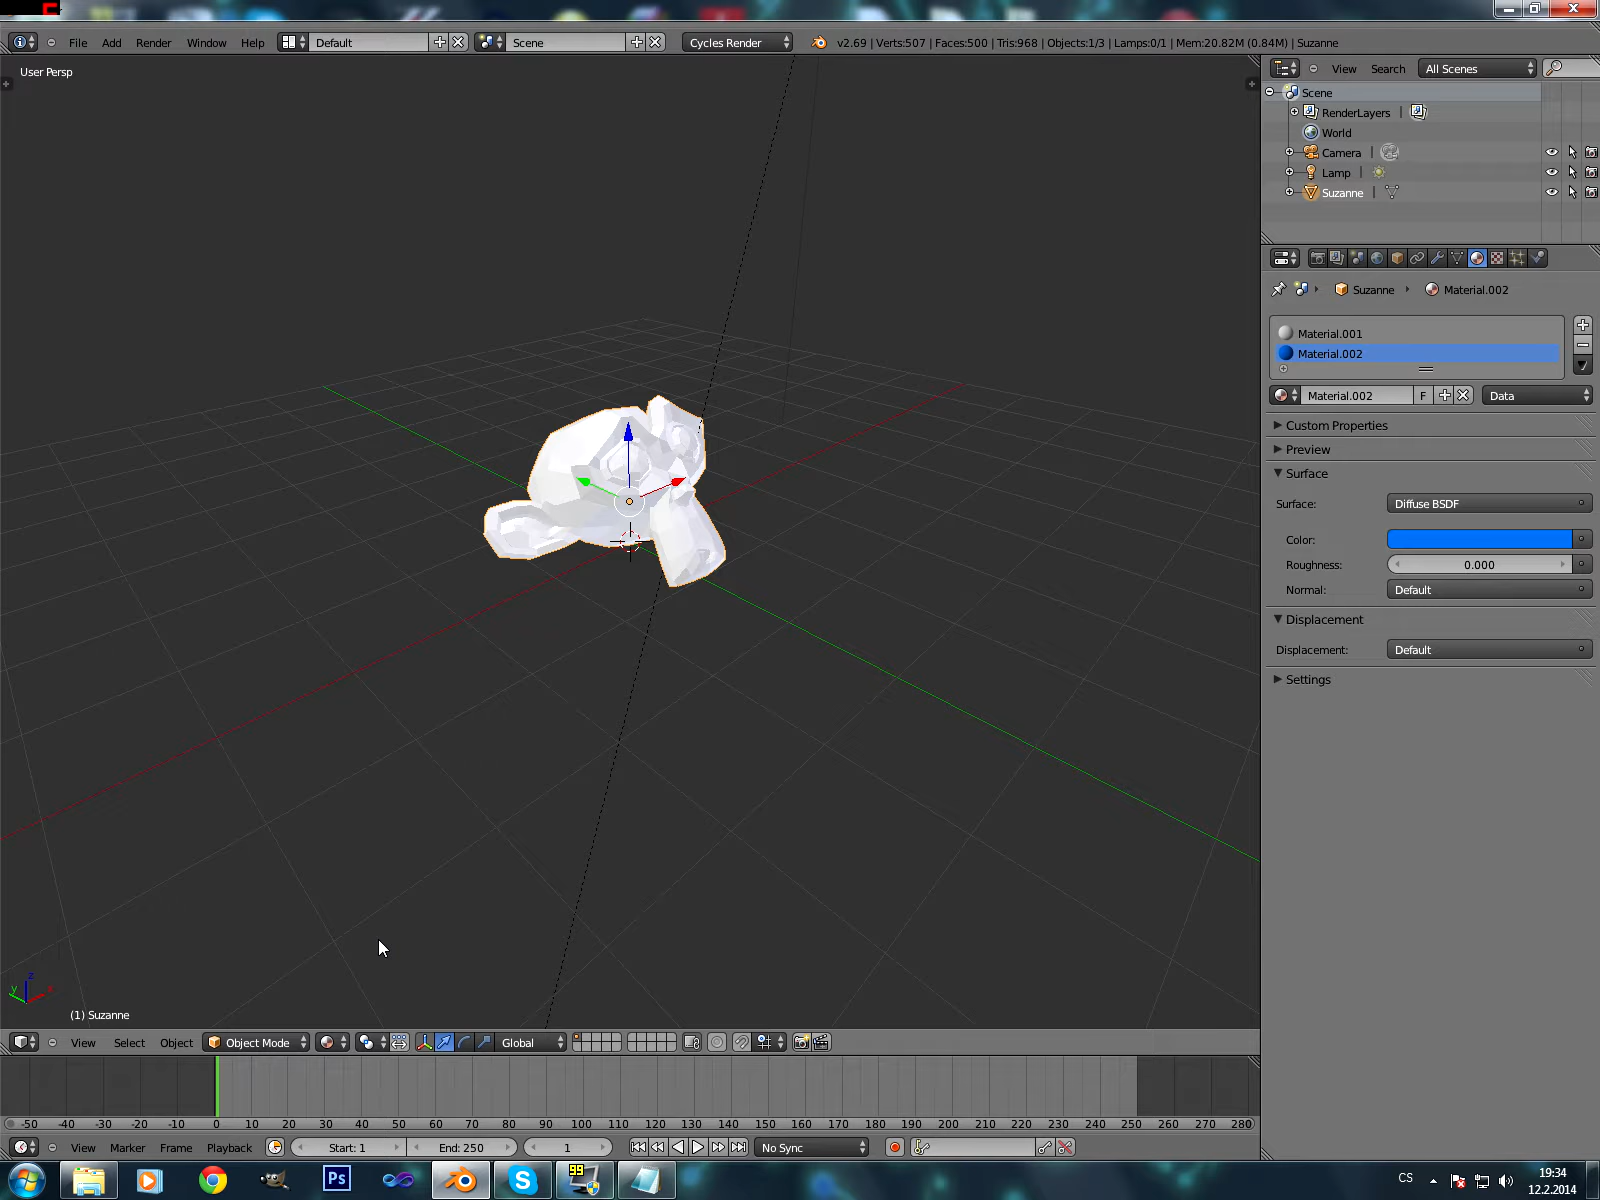 File Add Render Window Help Default Scene Cycles Render v2.69 | Verts:507 | Faces:500 | Tris:968 | Objects:1/3 | Lamps:0/1 | Mem:20.82M (0.84M) | Suzanne
User Persp
View Search All Scenes
Scene
RenderLayers |
World
Camera |
Lamp |
Suzanne |
Suzanne Material.002
Material.001
Material.002
Material.002 F Data
Custom Properties
Preview
Surface
Surface: Diffuse BSDF
Color:
Roughness: 0.000
Normal: Default
Displacement
Displacement: Default
Settings
z
y x
(1) Suzanne
View Select Object Object Mode Global
-50 -40 -30 -20 -10 0 10 20 30 40 50 60 70 80 90 100 110 120 130 140 150 160 170 180 190 200 210 220 230 240 250 260 270 280
View Marker Frame Playback Start: 1 End: 250 1 No Sync
Ps S 99 CS 19:34
12.2.2014